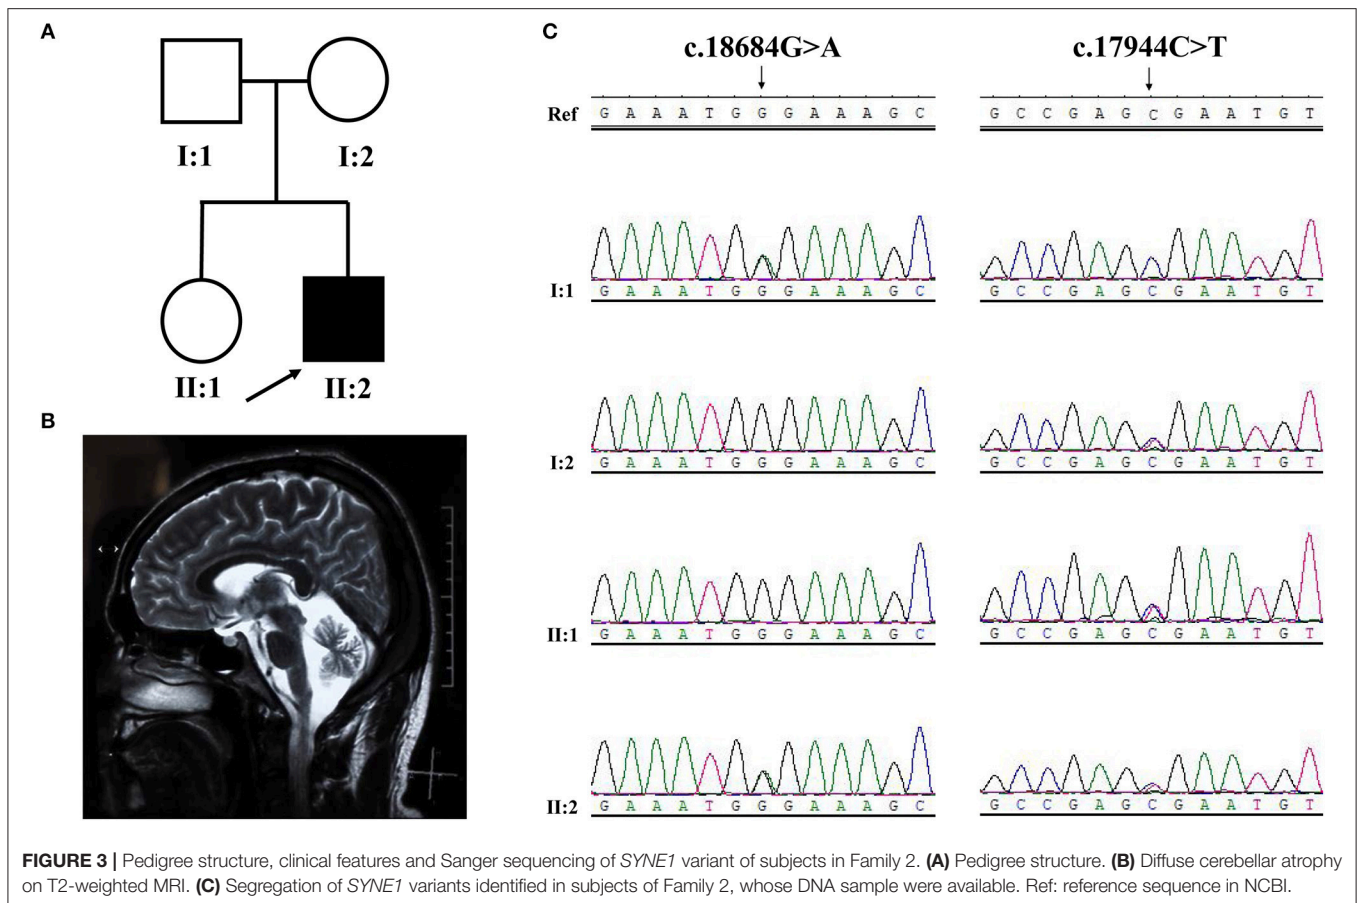 A
I:1
I:2
II:1
II:2
B
C
c.18684G>A
c.17944C>T
Ref
G A A A T G G G A A A G C
G C C G A G C G A A T G T
I:1
G A A A T G G G A A A G C
G C C G A G C G A A T G T
I:2
G A A A T G G G A A A G C
G C C G A G C G A A T G T
II:1
G A A A T G G G A A A G C
G C C G A G C G A A T G T
II:2
G A A A T G G G A A A G C
G C C G A G C G A A T G T
FIGURE 3 | Pedigree structure, clinical features and Sanger sequencing of SYNE1 variant of subjects in Family 2. (A) Pedigree structure. (B) Diffuse cerebellar atrophy
on T2-weighted MRI. (C) Segregation of SYNE1 variants identified in subjects of Family 2, whose DNA sample were available. Ref: reference sequence in NCBI.